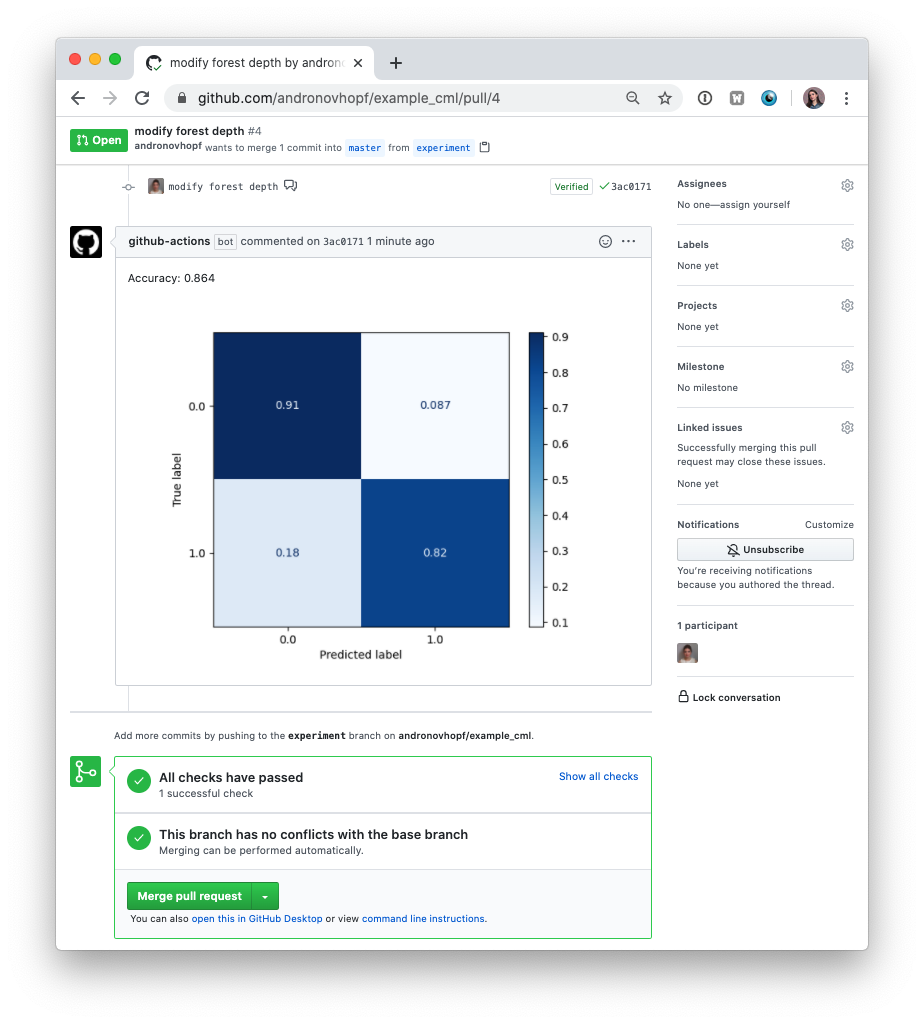 modify forest depth by andronc
github.com/andronovhopf/example_cml/pull/4
Open
modify forest depth #4
andronovhopf wants to merge 1 commit into master from experiment
modify forest depth
Verified
3ac0171
github-actions bot commented on 3ac0171 1 minute ago
Accuracy: 0.864
0.91
0.087
0.18
0.82
0.0
1.0
True label
0.0
1.0
Predicted label
0.9
0.8
0.7
0.6
0.5
0.4
0.3
0.2
0.1
Assignees
No one—assign yourself
Labels
None yet
Projects
None yet
Milestone
No milestone
Linked issues
Successfully merging this pull
request may close these issues.
None yet
Notifications
Customize
Unsubscribe
You're receiving notifications
because you authored the thread.
1 participant
Lock conversation
Add more commits by pushing to the experiment branch on andronovhopf/example_cml.
All checks have passed
Show all checks
1 successful check
This branch has no conflicts with the base branch
Merging can be performed automatically.
Merge pull request
You can also open this in GitHub Desktop or view command line instructions.